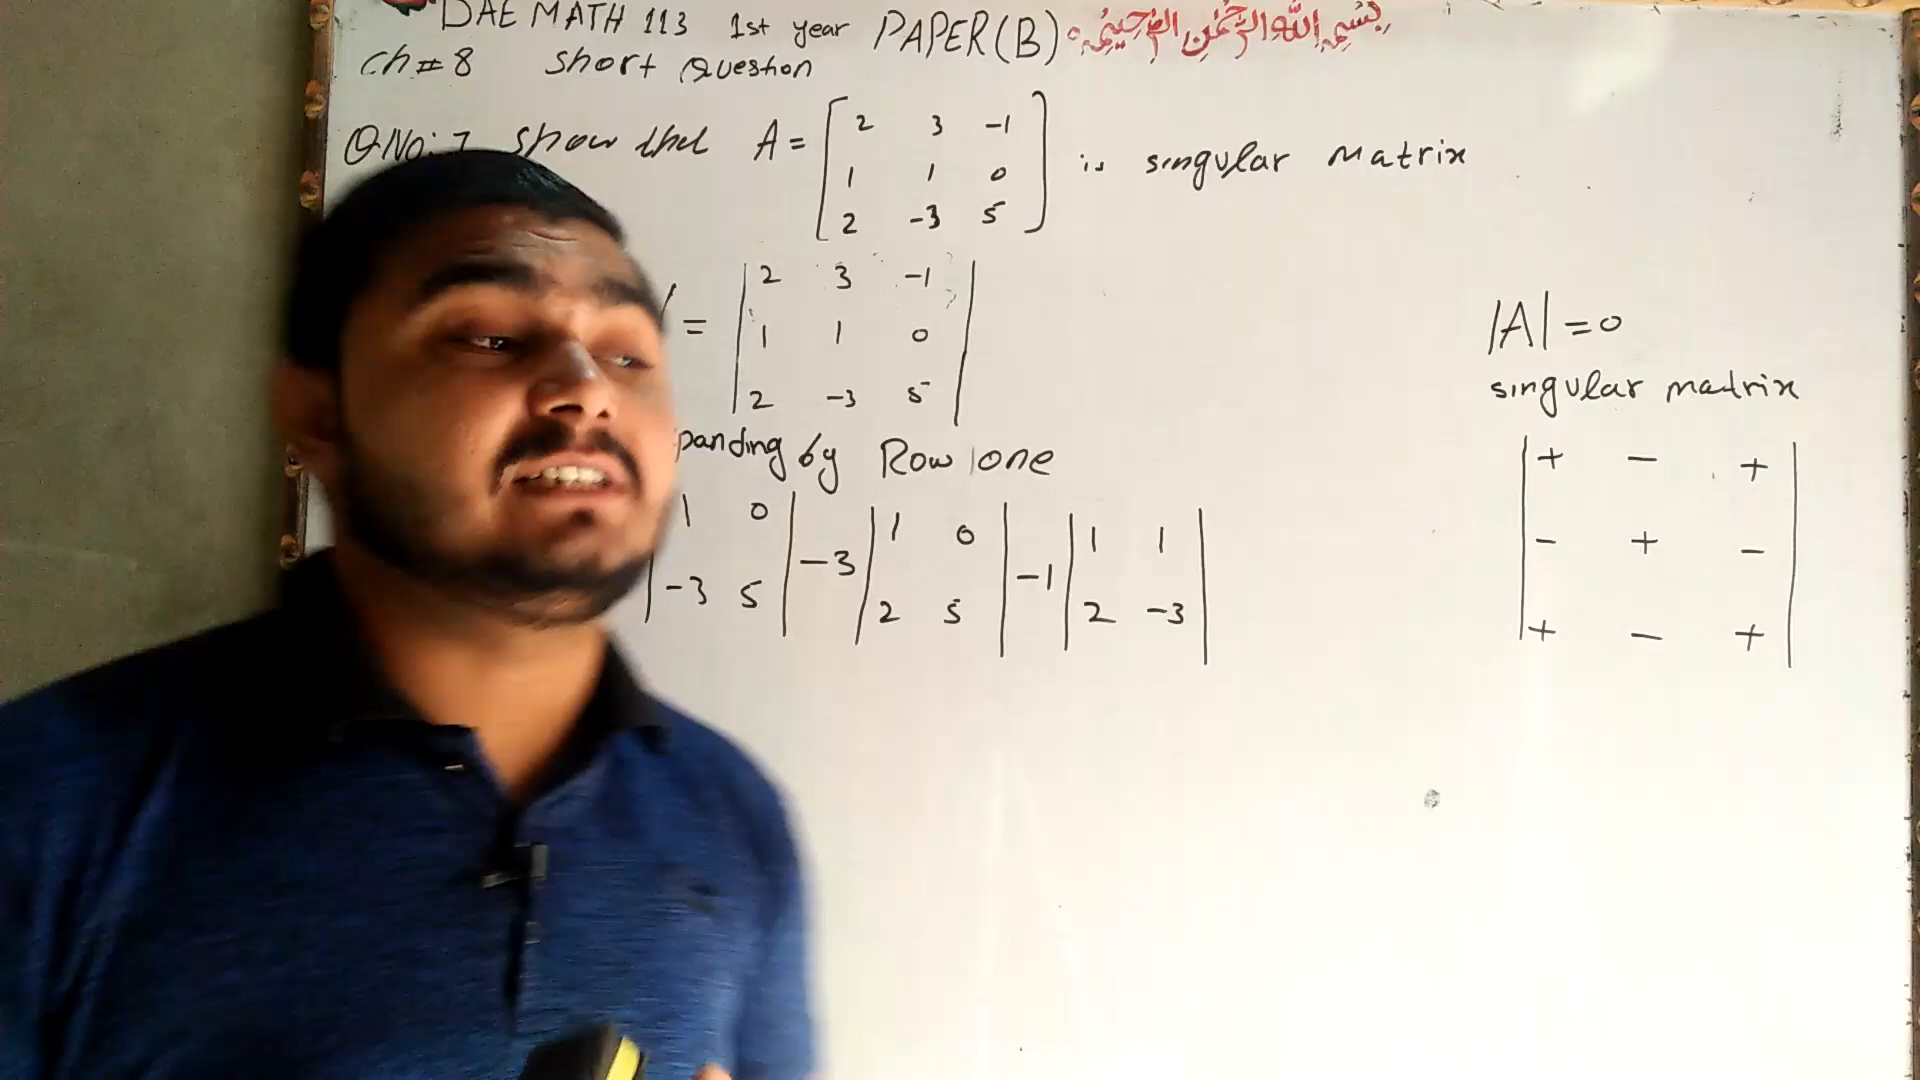 DAE MATH 113 1st year PAPER (B) بسم الله الرحمن الرحيم
ch # 8 short Question
Q.No: 7 show that A = [ 2 3 -1
1 1 0
2 -3 5 ] is singular matrix
= | 2 3 -1
1 1 0
2 -3 5 |
panding by Row one
1 0 | -3 | 1 0 | -1 | 1 1 |
| -3 5 | 2 5 | 2 -3 |
|A| = 0
singular matrix
| + - +
- + -
+ - + |